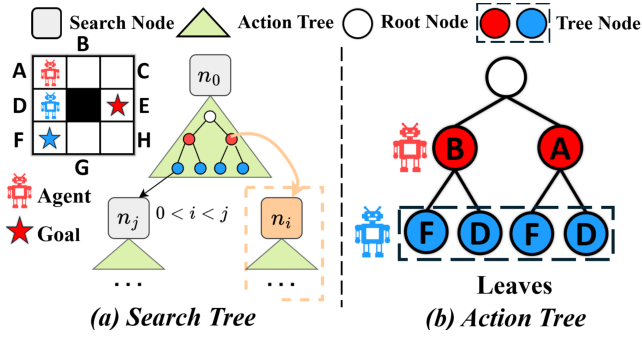 Search Node
Action Tree
Root Node
Tree Node
B
A
C
D
E
F
H
G
Agent
Goal
n0
nj
0 < i < j
ni
...
...
(a) Search Tree
B
A
F
D
F
D
Leaves
(b) Action Tree